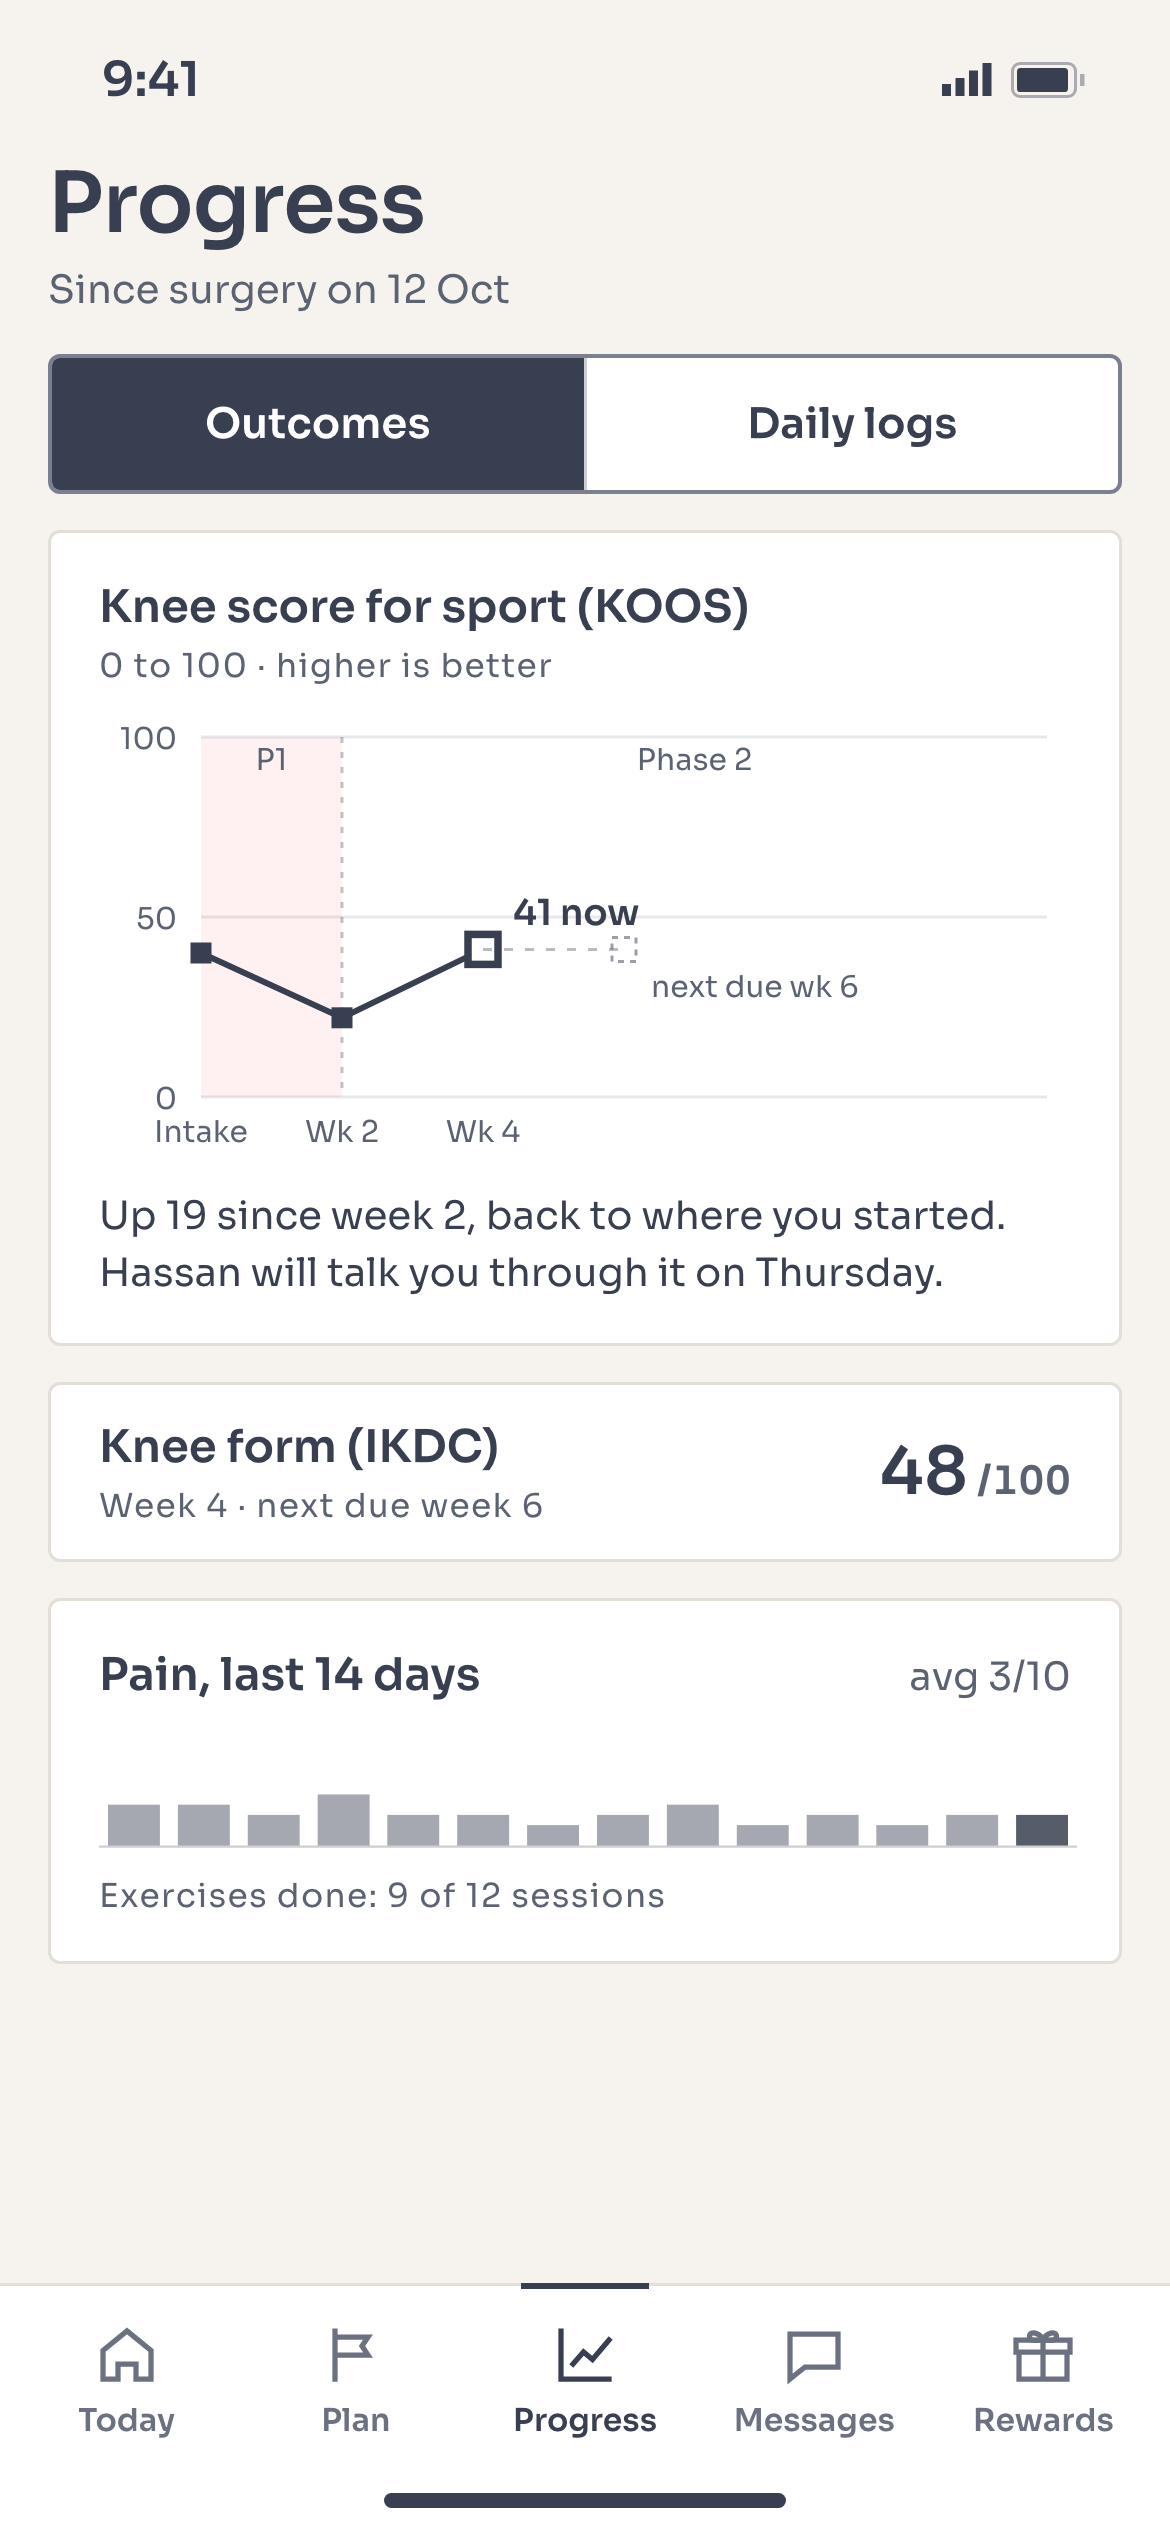 9:41
Progress
Since surgery on 12 Oct
Outcomes
Daily logs
Knee score for sport (KOOS)
0 to 100 · higher is better
100
P1
Phase 2
50
41 now
next due wk 6
0
Intake
Wk 2
Wk 4
Up 19 since week 2, back to where you started.
Hassan will talk you through it on Thursday.
Knee form (IKDC)
48 /100
Week 4 · next due week 6
Pain, last 14 days
avg 3/10
Exercises done: 9 of 12 sessions
Today
Plan
Progress
Messages
Rewards